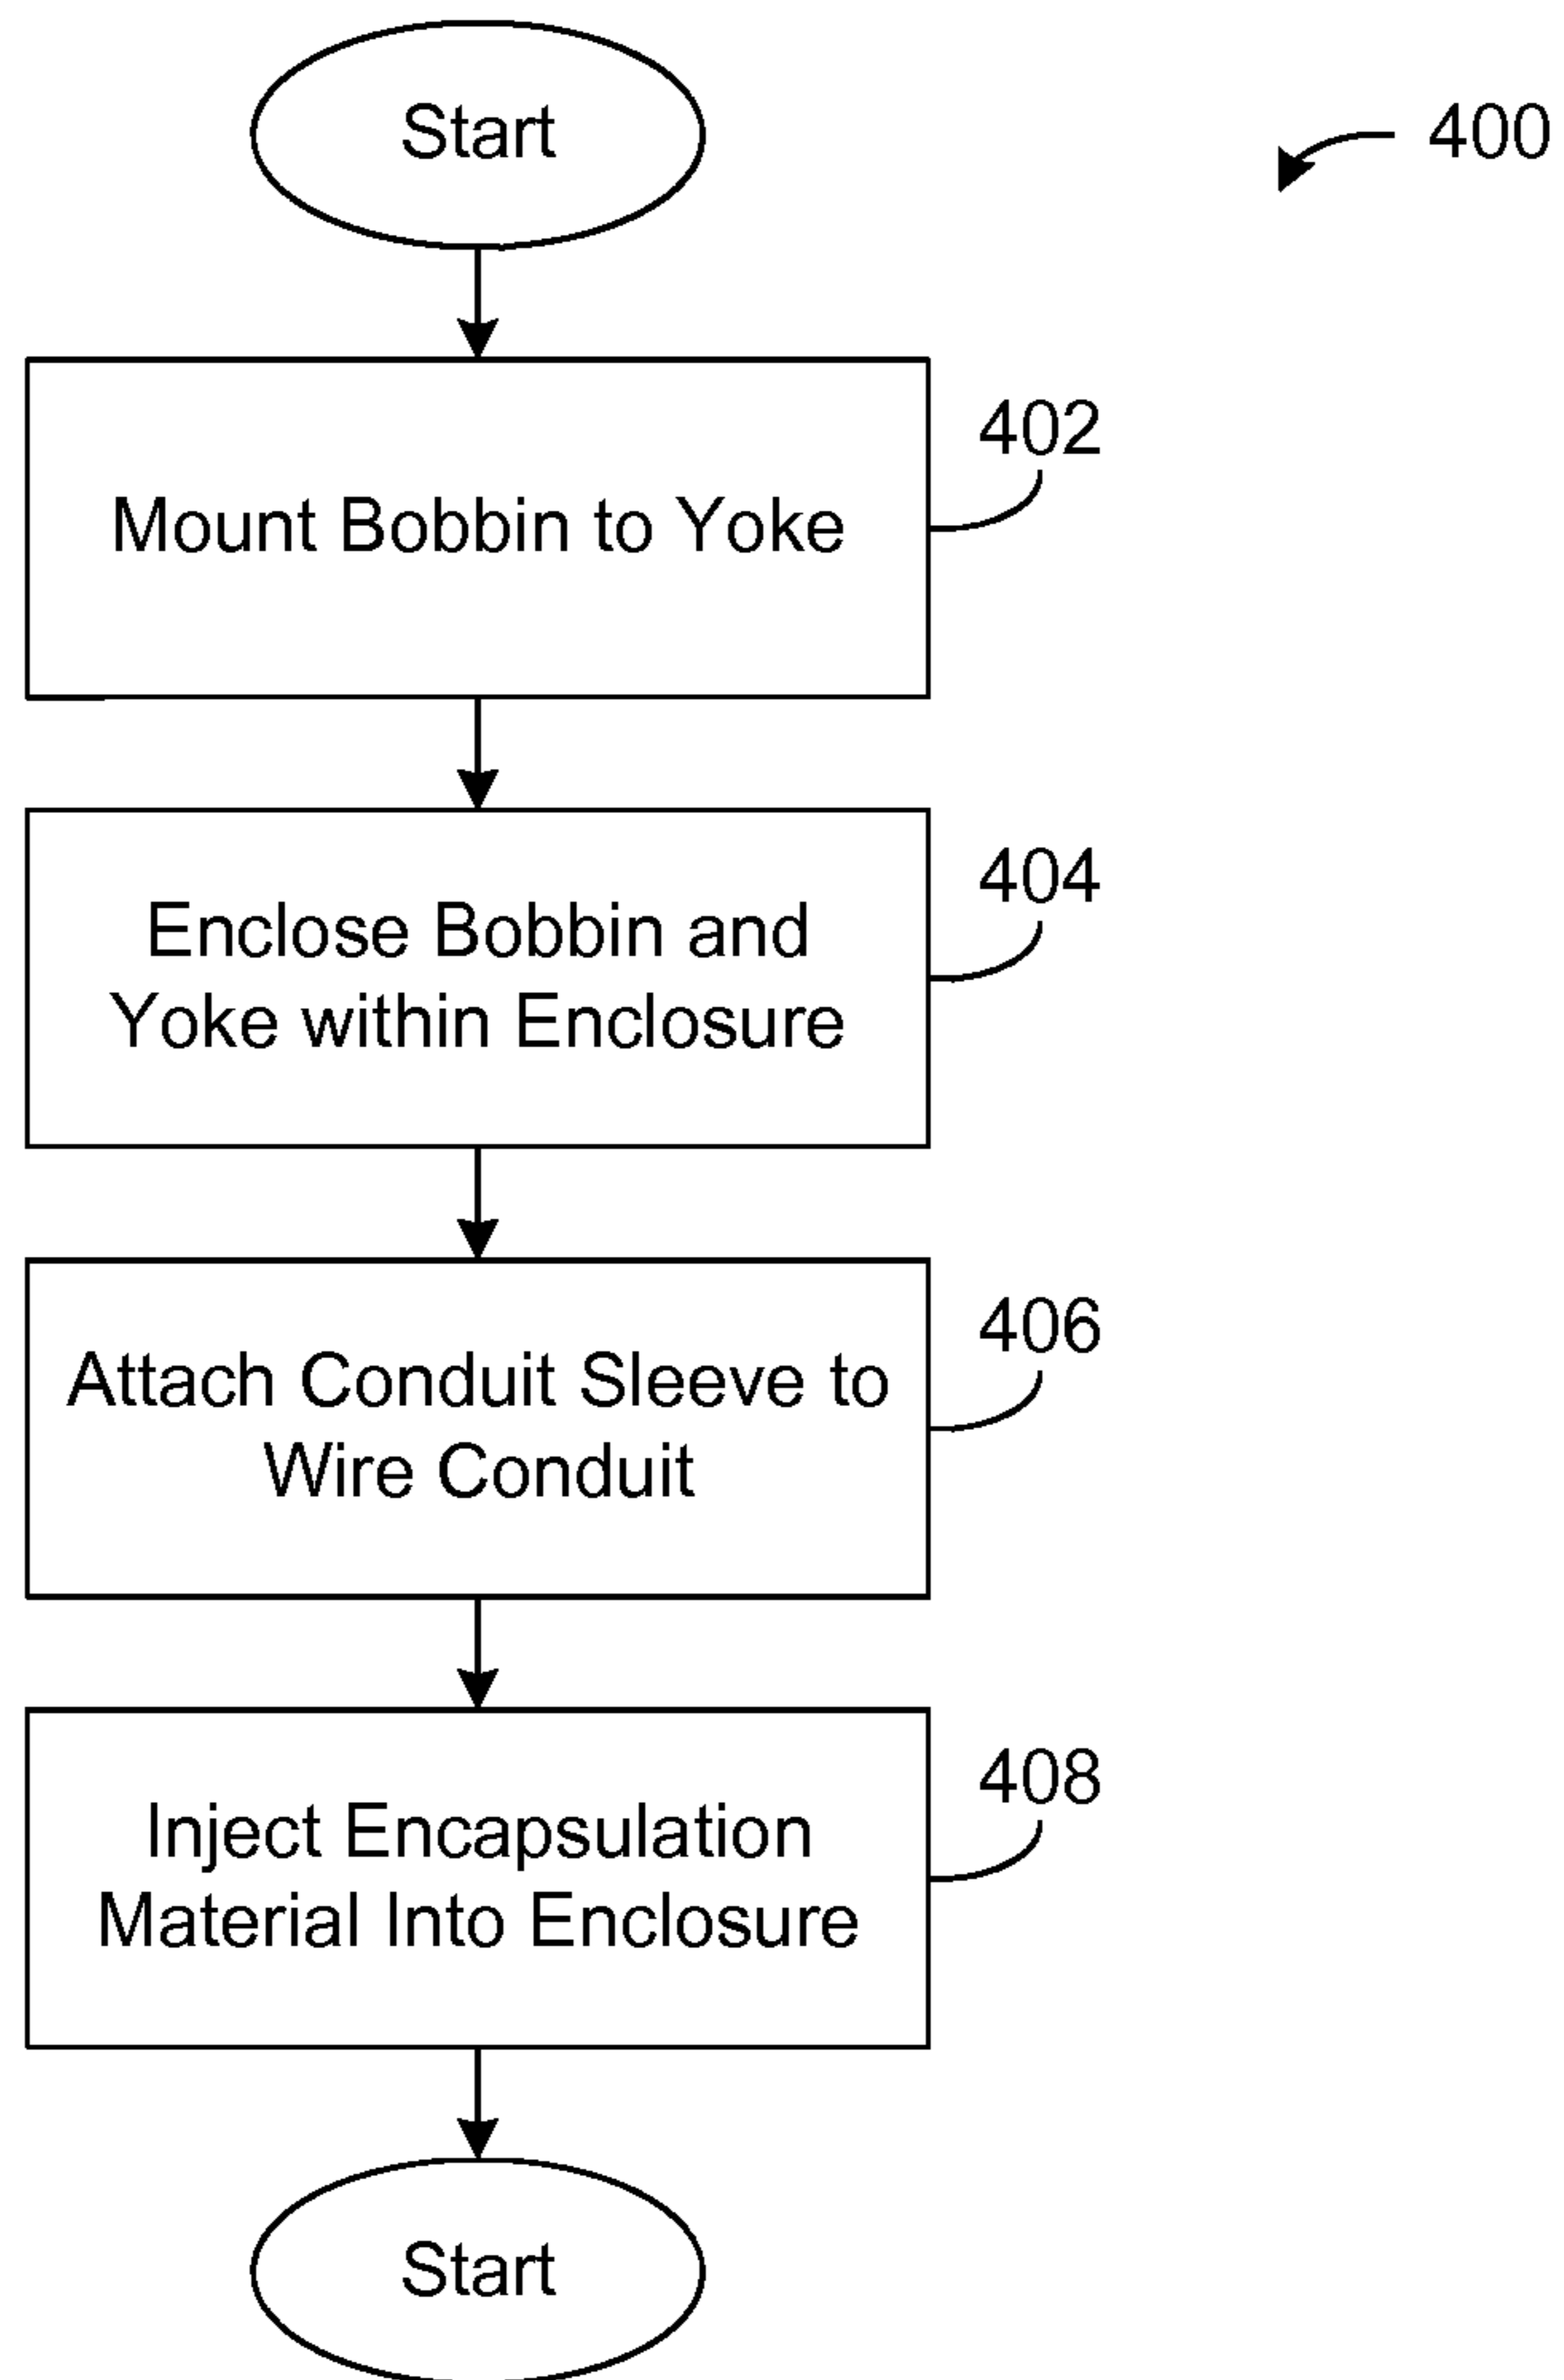 Start
400
402
Mount Bobbin to Yoke
404
Enclose Bobbin and
Yoke within Enclosure
406
Attach Conduit Sleeve to
Wire Conduit
408
Inject Encapsulation
Material Into Enclosure
Start